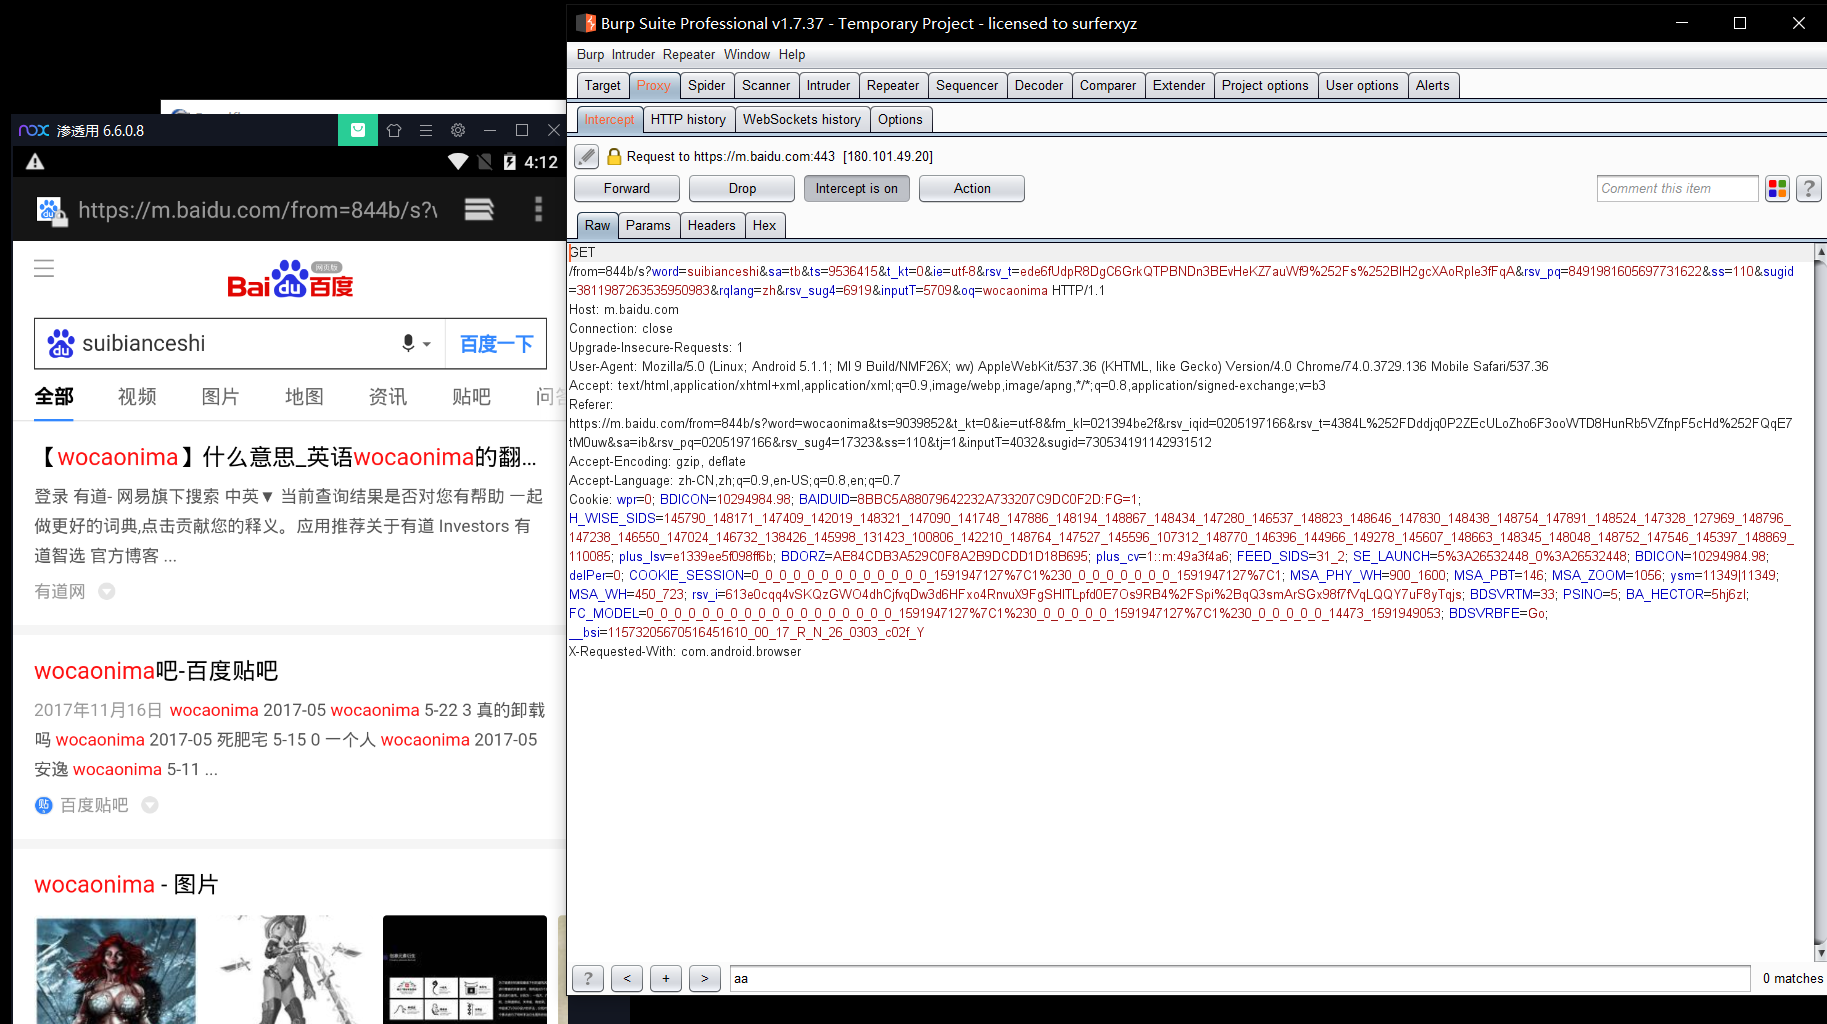 Burp Suite Professional v1.7.37 - Temporary Project - licensed to surferxyz
Burp Intruder Repeater Window Help
Target Proxy Spider Scanner Intruder Repeater Sequencer Decoder Comparer Extender Project options User options Alerts
Intercept HTTP history WebSockets history Options
Request to https://m.baidu.com:443 [180.101.49.20]
Forward Drop Intercept is on Action
Comment this item
?
Raw Params Headers Hex
GET
/from=844b/s?word=suibianceshi&sa=tb&ts=9536415&t_kt=0&ie=utf-8&rsv_t=ede6fUdpR8DgC6GrkQTPBNDn3BEvHeKZ7auWf9%252Fs%252BIH2gcXAoRple3fFqA&rsv_pq=8491981605697731622&ss=110&sugid
=3811987263535950983&rqlang=zh&rsv_sug4=6919&inputT=5709&oq=wocaonima HTTP/1.1
Host: m.baidu.com
Connection: close
Upgrade-Insecure-Requests: 1
User-Agent: Mozilla/5.0 (Linux; Android 5.1.1; MI 9 Build/NMF26X; wv) AppleWebKit/537.36 (KHTML, like Gecko) Version/4.0 Chrome/74.0.3729.136 Mobile Safari/537.36
Accept: text/html,application/xhtml+xml,application/xml;q=0.9,image/webp,image/apng,*/*;q=0.8,application/signed-exchange;v=b3
Referer:
https://m.baidu.com/from=844b/s?word=wocaonima&ts=9039852&t_kt=0&ie=utf-8&fm_kl=021394be2f&rsv_iqid=0205197166&rsv_t=4384L%252FDddjq0P2ZEcULoZho6F3ooWTD8HunRb5VZfnpF5cHd%252FQqE7
tM0uw&sa=ib&rsv_pq=0205197166&rsv_sug4=17323&ss=110&tj=1&inputT=4032&sugid=730534191142931512
Accept-Encoding: gzip, deflate
Accept-Language: zh-CN,zh;q=0.9,en-US;q=0.8,en;q=0.7
Cookie: wpr=0; BDICON=10294984.98; BAIDUID=8BBC5A88079642232A733207C9DC0F2D:FG=1;
H_WISE_SIDS=145790_148171_147409_142019_148321_147090_141748_147886_148194_148867_148434_147280_146537_148823_148646_147830_148438_148754_147891_148524_147328_127969_148796_
147238_146550_147024_146732_138426_145998_131423_100806_142210_148764_147527_145596_107312_148770_146396_144966_149278_145607_148663_148345_148048_148752_147546_145397_148869_
110085; plus_lsv=e1339ee5f098ff6b; BDORZ=AE84CDB3A529C0F8A2B9DCDD1D18B695; plus_cv=1::m:49a3f4a6; FEED_SIDS=31_2; SE_LAUNCH=5%3A26532448_0%3A26532448; BDICON=10294984.98;
delPer=0; COOKIE_SESSION=0_0_0_0_0_0_0_0_0_0_0_0_0_1591947127%7C1%230_0_0_0_0_0_0_0_1591947127%7C1; MSA_PHY_WH=900_1600; MSA_PBT=146; MSA_ZOOM=1056; ysm=11349|11349;
MSA_WH=450_723; rsv_i=613e0cqq4vSKQzGWO4dhCjfvqDw3d6HFxo4RnvuX9FgSHITLpfd0E7Os9RB4%2FSpi%2BqQ3smArSGx98f7fVqLQQY7uF8yTqjs; BDSVRTM=33; PSINO=5; BA_HECTOR=5hj6zl;
FC_MODEL=0_0_0_0_0_0_0_0_0_0_0_0_0_0_0_0_0_0_1591947127%7C1%230_0_0_0_0_0_1591947127%7C1%230_0_0_0_0_0_14473_1591949053; BDSVRBFE=Go;
__bsi=11573205670516451610_00_17_R_N_26_0303_c02f_Y
X-Requested-With: com.android.browser
? < + > aa 0 matches
nox 渗透用 6.6.0.8
4:12
https://m.baidu.com/from=844b/s?w
Bai du 百度 网页版
suibianceshi 百度一下
全部 视频 图片 地图 资讯 贴吧 问答
【wocaonima】什么意思_英语wocaonima的翻...
登录 有道- 网易旗下搜索 中英▼ 当前查询结果是否对您有帮助 一起
做更好的词典,点击贡献您的释义。应用推荐关于有道 Investors 有
道智选 官方博客 ...
有道网
wocaonima吧-百度贴吧
2017年11月16日 wocaonima 2017-05 wocaonima 5-22 3 真的卸载
吗 wocaonima 2017-05 死肥宅 5-15 0 一个人 wocaonima 2017-05
安逸 wocaonima 5-11 ...
贴 百度贴吧
wocaonima - 图片